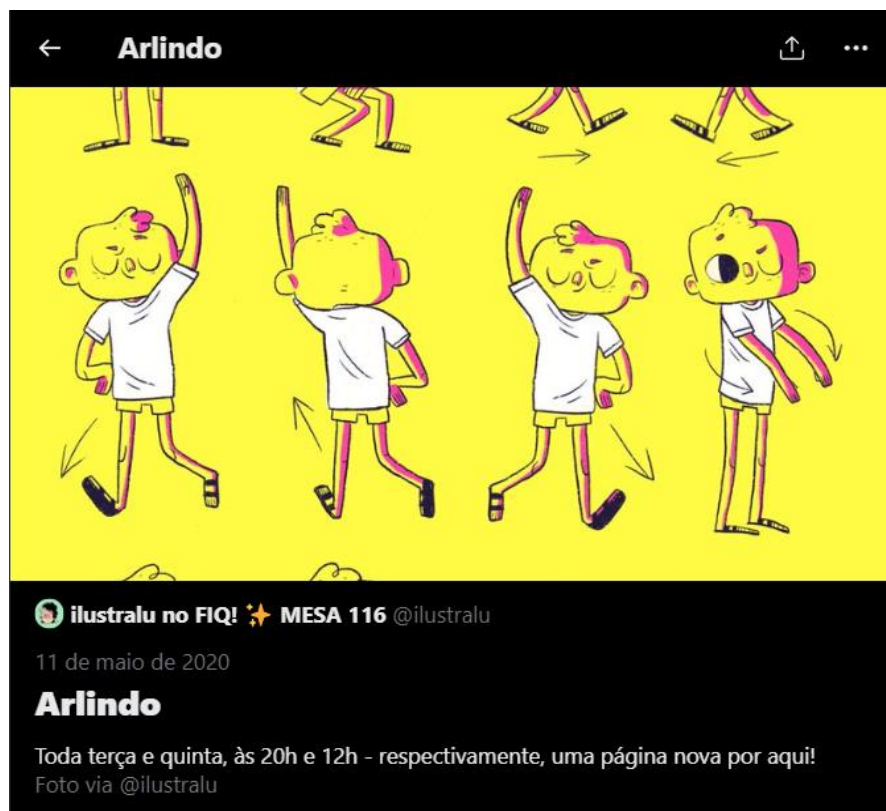 Arlindo
ilustralu no FIQ! ✨ MESA 116 @ilustralu
11 de maio de 2020
Arlindo
Toda terça e quinta, às 20h e 12h - respectivamente, uma página nova por aqui!
Foto via @ilustralu